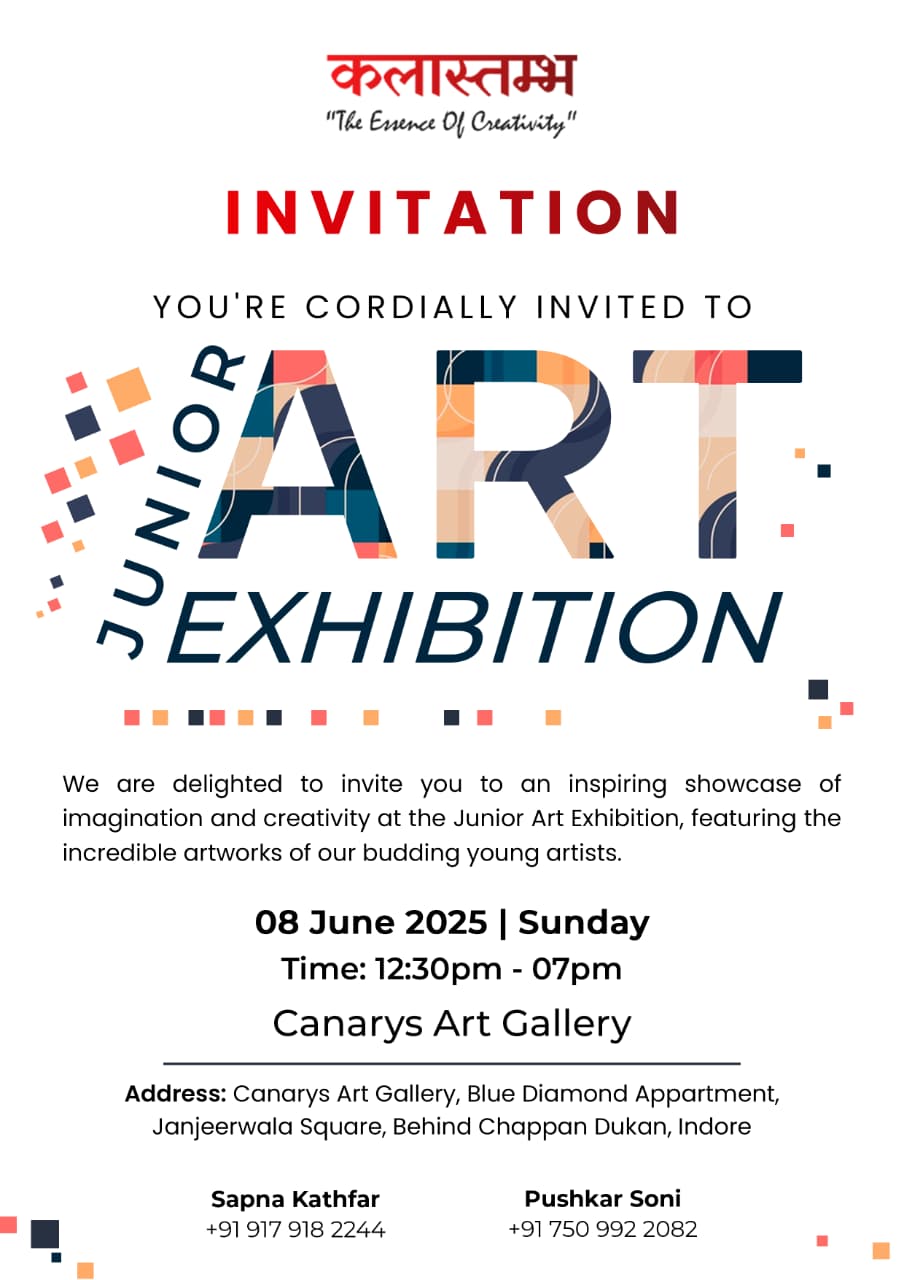 कलास्तम्भ
"The Essence Of Creativity"
INVITATION
YOU'RE CORDIALLY INVITED TO
JUNIOR
ART
EXHIBITION
We are delighted to invite you to an inspiring showcase of
imagination and creativity at the Junior Art Exhibition, featuring the
incredible artworks of our budding young artists.
08 June 2025 | Sunday
Time: 12:30pm - 07pm
Canarys Art Gallery
Address: Canarys Art Gallery, Blue Diamond Appartment,
Janjeerwala Square, Behind Chappan Dukan, Indore
Sapna Kathfar
+91 917 918 2244
Pushkar Soni
+91 750 992 2082